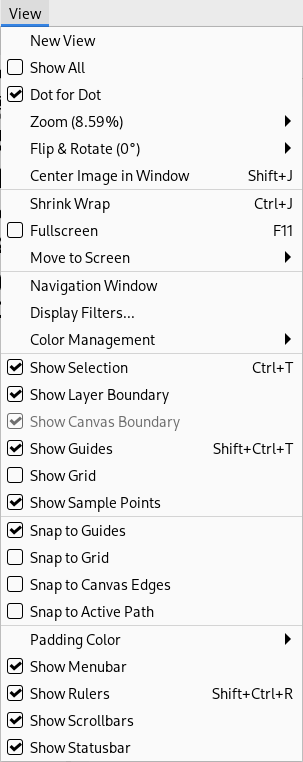 View
New View
Show All
Dot for Dot
Zoom (8.59%)
Flip & Rotate (0°)
Center Image in Window Shift+J
Shrink Wrap Ctrl+J
Fullscreen F11
Move to Screen
Navigation Window
Display Filters...
Color Management
Show Selection Ctrl+T
Show Layer Boundary
Show Canvas Boundary
Show Guides Shift+Ctrl+T
Show Grid
Show Sample Points
Snap to Guides
Snap to Grid
Snap to Canvas Edges
Snap to Active Path
Padding Color
Show Menubar
Show Rulers Shift+Ctrl+R
Show Scrollbars
Show Statusbar